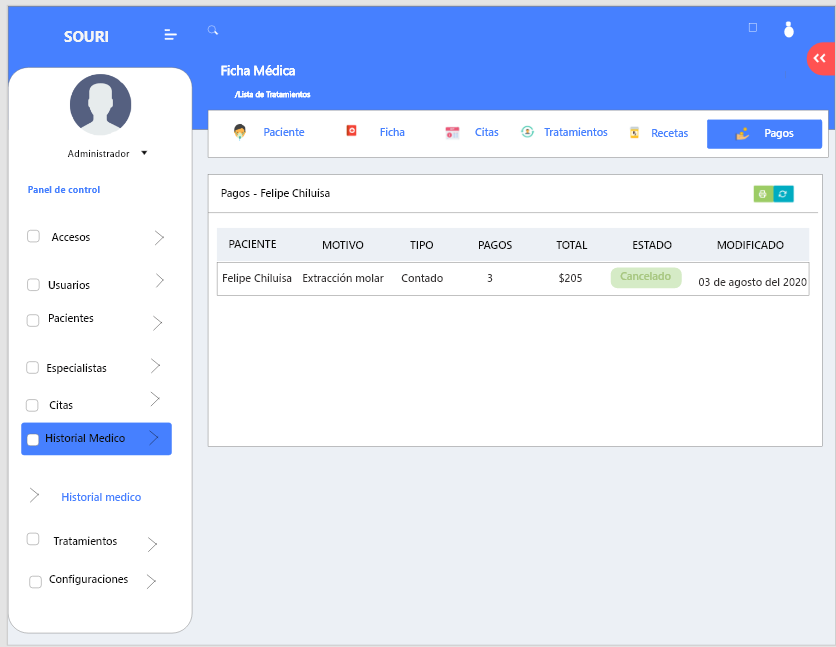 SOURI
Ficha Médica
/Lista de Tratamientos
Administrador
Panel de control
Accesos
Usuarios
Pacientes
Especialistas
Citas
Historial Medico
Historial medico
Tratamientos
Configuraciones
Paciente Ficha Citas Tratamientos Recetas Pagos
Pagos - Felipe Chiluisa
PACIENTE MOTIVO TIPO PAGOS TOTAL ESTADO MODIFICADO
Felipe Chiluisa Extracción molar Contado 3 $205 Cancelado 03 de agosto del 2020